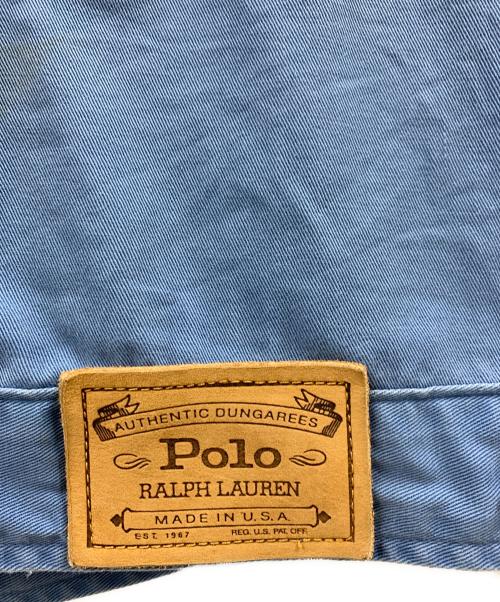 AUTHENTIC DUNGAREES
Polo
RALPH LAUREN
MADE IN U.S.A.
EST. 1967 REG. U.S. PAT. OFF.